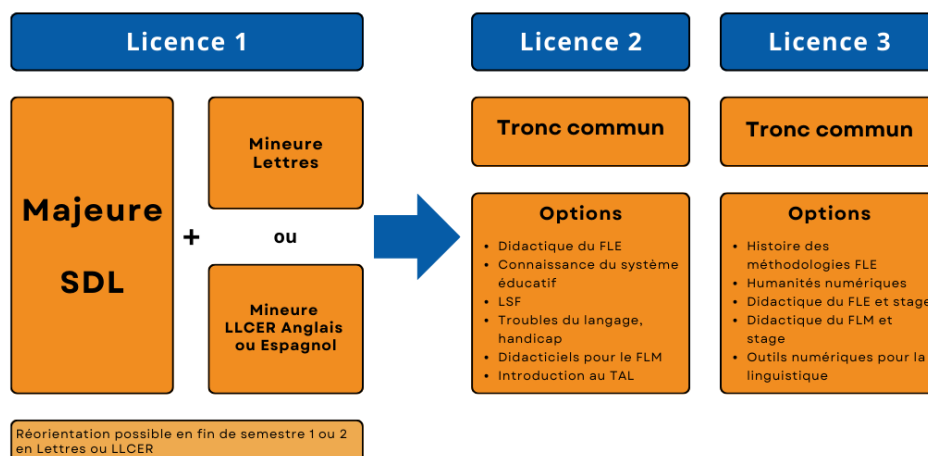 Licence 1
Majeure
SDL
+
Mineure
Lettres
ou
Mineure
LLCER Anglais
ou Espagnol
Réorientation possible en fin de semestre 1 ou 2
en Lettres ou LLCER
Licence 2
Tronc commun
Options
• Didactique du FLE
• Connaissance du système
éducatif
• LSF
• Troubles du langage,
handicap
• Didacticiels pour le FLM
• Introduction au TAL
Licence 3
Tronc commun
Options
• Histoire des
méthodologies FLE
• Humanités numériques
• Didactique du FLE et stage
• Didactique du FLM et
stage
• Outils numériques pour la
linguistique